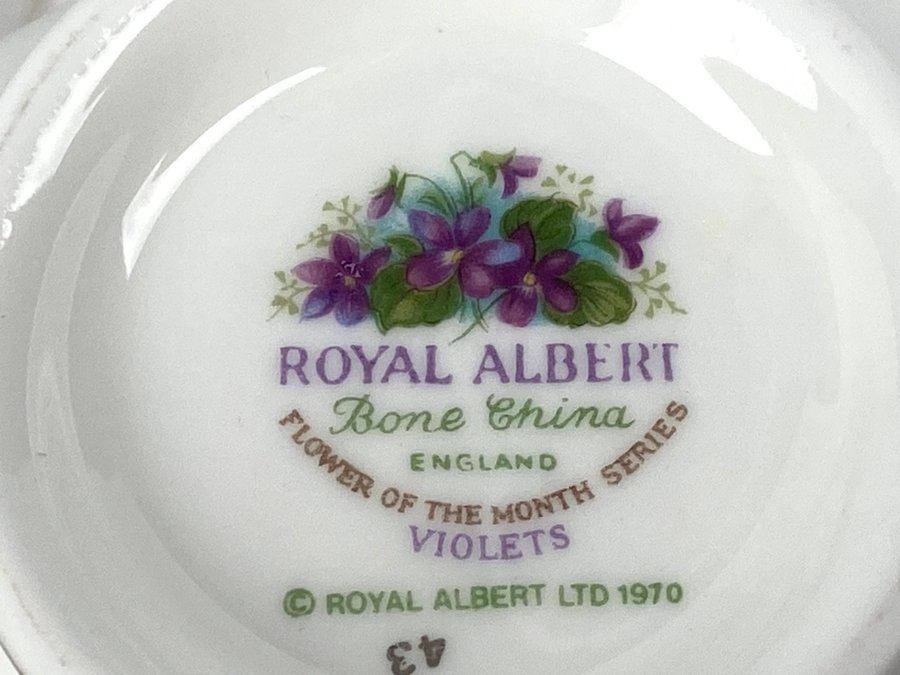 ROYAL ALBERT
Bone China
ENGLAND
FLOWER OF THE MONTH SERIES
VIOLETS
© ROYAL ALBERT LTD 1970
43